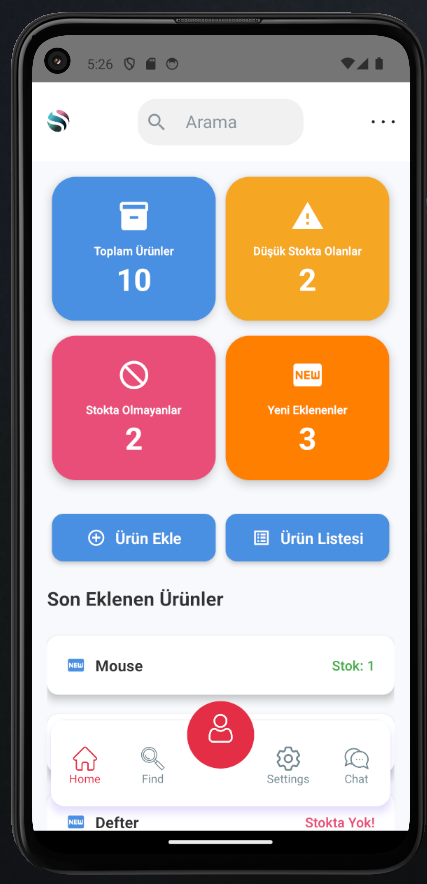 5:26
Arama
Toplam Ürünler
10
Düşük Stokta Olanlar
2
Stokta Olmayanlar
2
NEW
Yeni Eklenenler
3
Ürün Ekle
Ürün Listesi
Son Eklenen Ürünler
NEW Mouse Stok: 1
Home
Find
Settings
Chat
NEW Defter Stokta Yok!